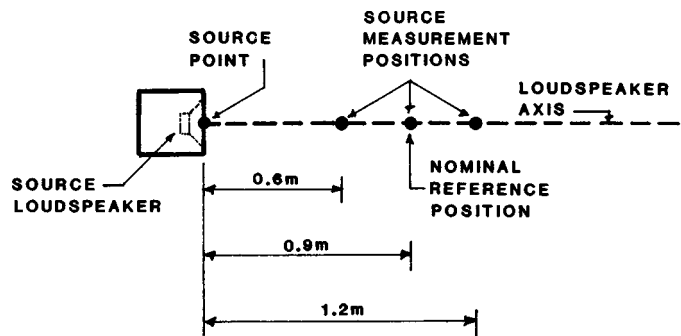 SOURCE
POINT
SOURCE
MEASUREMENT
POSITIONS
LOUDSPEAKER
AXIS
SOURCE
LOUDSPEAKER
NOMINAL
REFERENCE
POSITION
0.6m
0.9m
1.2m